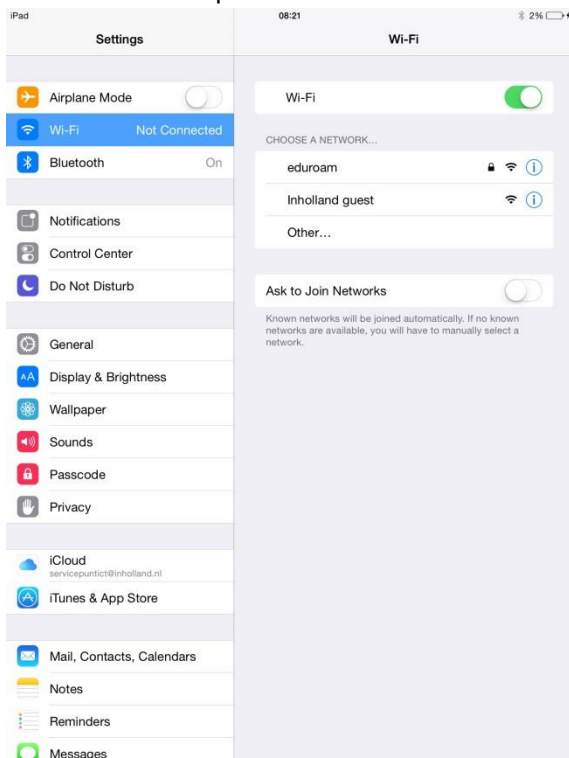 iPad
08:21
2%
Settings
Wi-Fi
Airplane Mode
Wi-Fi Not Connected
Bluetooth On
Notifications
Control Center
Do Not Disturb
General
AA Display & Brightness
Wallpaper
Sounds
Passcode
Privacy
iCloud
servicepuntict@inholland.nl
iTunes & App Store
Mail, Contacts, Calendars
Notes
Reminders
Messages
Wi-Fi
CHOOSE A NETWORK...
eduroam
Inholland guest
Other...
Ask to Join Networks
Known networks will be joined automatically. If no known
networks are available, you will have to manually select a
network.